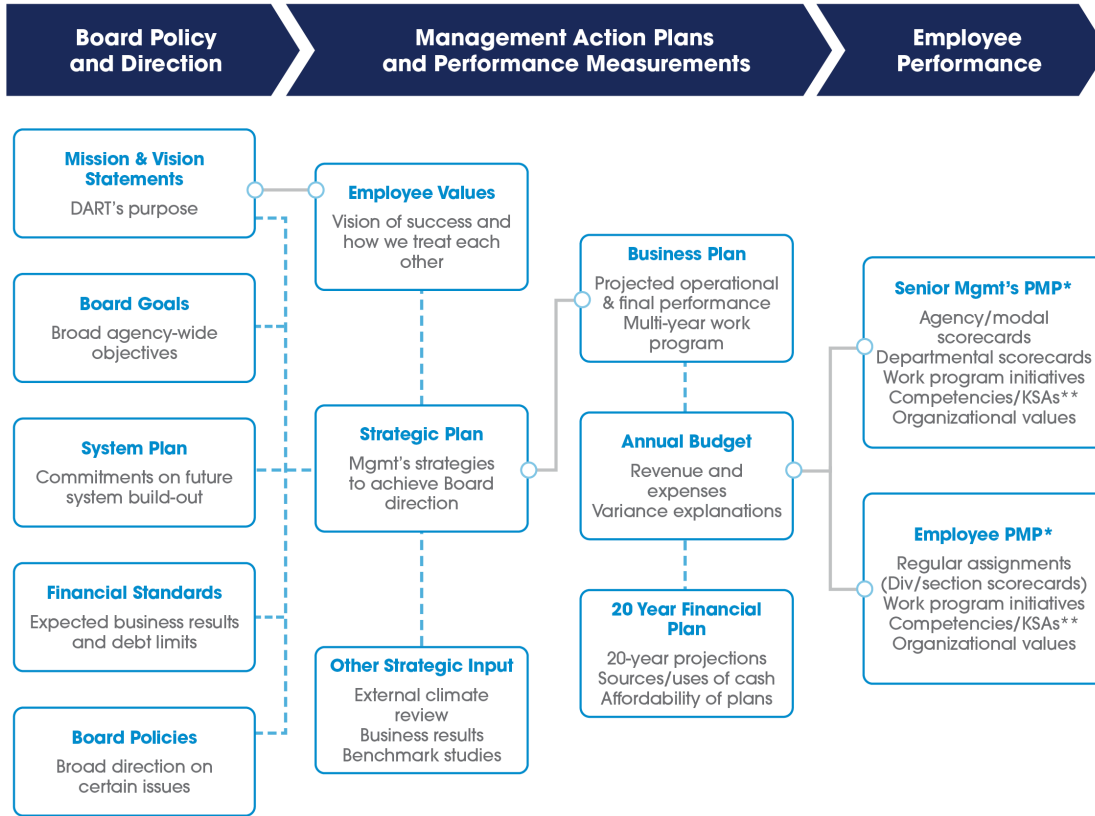 Board Policy
and Direction
Management Action Plans
and Performance Measurements
Employee
Performance
Mission & Vision
Statements
DART's purpose
Board Goals
Broad agency-wide
objectives
System Plan
Commitments on future
system build-out
Financial Standards
Expected business results
and debt limits
Board Policies
Broad direction on
certain issues
Employee Values
Vision of success and
how we treat each
other
Strategic Plan
Mgmt's strategies
to achieve Board
direction
Other Strategic Input
External climate
review
Business results
Benchmark studies
Business Plan
Projected operational
& final performance
Multi-year work
program
Annual Budget
Revenue and
expenses
Variance explanations
20 Year Financial
Plan
20-year projections
Sources/uses of cash
Affordability of plans
Senior Mgmt's PMP*
Agency/modal
scorecards
Departmental scorecards
Work program initiatives
Competencies/KSAs**
Organizational values
Employee PMP*
Regular assignments
(Div/section scorecards)
Work program initiatives
Competencies/KSAs**
Organizational values